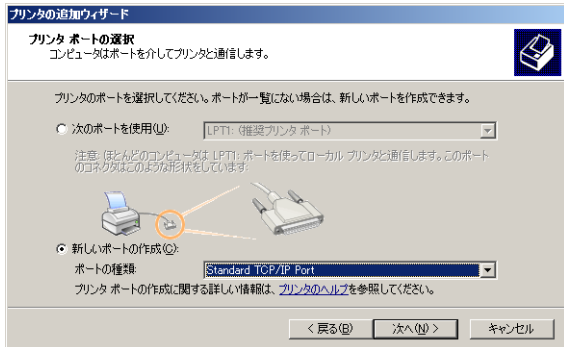 プリンタの追加ウィザード
プリンタ ポートの選択
コンピュータはポートを介してプリンタと通信します。
プリンタのポートを選択してください。ポートが一覧にない場合は、新しいポートを作成できます。
次のポートを使用(U): LPT1: (推奨プリンタ ポート)
注意: ほとんどのコンピュータは LPT1: ポートを使ってローカル プリンタと通信します。このポート
のコネクタはこのような形状をしています:
新しいポートの作成(C):
ポートの種類: Standard TCP/IP Port
プリンタ ポートの作成に関する詳しい情報は、プリンタのヘルプを参照してください。
< 戻る(B) 次へ(N) > キャンセル